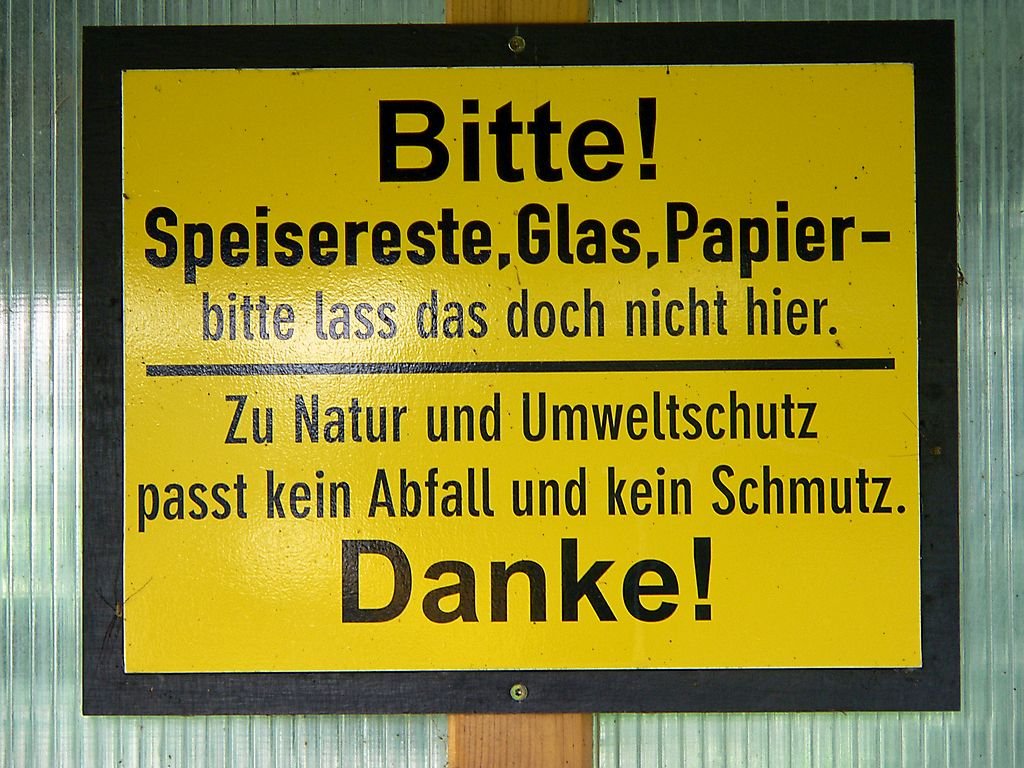 Bitte!
Speisereste,Glas,Papier-
bitte lass das doch nicht hier.
Zu Natur und Umweltschutz
passt kein Abfall und kein Schmutz.
Danke!